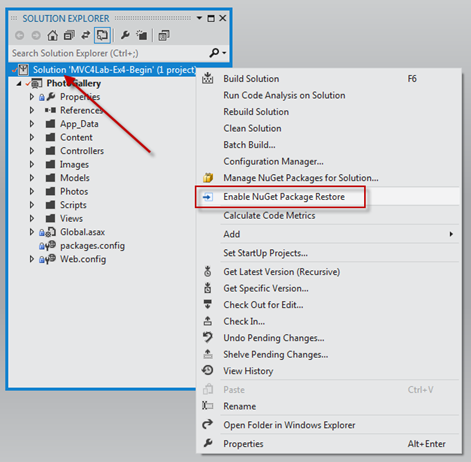 SOLUTION EXPLORER
Search Solution Explorer (Ctrl+;)
Solution 'MVC4Lab-Ex4-Begin' (1 project)
PhotoGallery
Properties
References
App_Data
Content
Controllers
Images
Models
Photos
Scripts
Views
Global.asax
packages.config
Web.config
Build Solution F6
Run Code Analysis on Solution
Rebuild Solution
Clean Solution
Batch Build...
Configuration Manager...
Manage NuGet Packages for Solution...
Enable NuGet Package Restore
Calculate Code Metrics
Add
Set StartUp Projects...
Get Latest Version (Recursive)
Get Specific Version...
Check Out for Edit...
Check In...
Undo Pending Changes...
Shelve Pending Changes...
View History
Paste Ctrl+V
Rename
Open Folder in Windows Explorer
Properties Alt+Enter